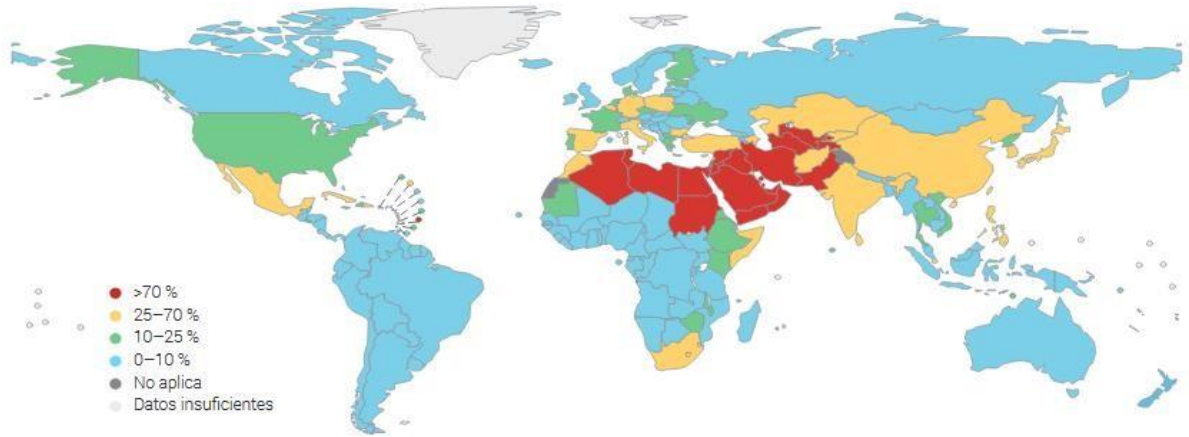 >70 %
25–70 %
10–25 %
0–10 %
No aplica
Datos insuficientes